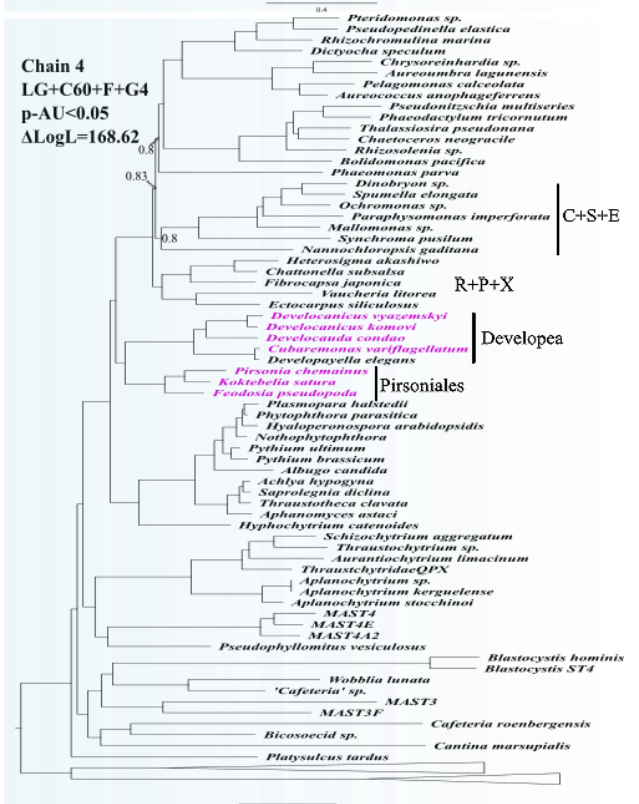 0.4
Pteridomonas sp.
Pseudopedinella elastica
Rhizochromulina marina
Dictyocha speculum
Chain 4
LG+C60+F+G4
p-AU<0.05
ΔLogL=168.62
Chrysoreinhardia sp.
Aureoumbra lagunensis
Pelagomonas calceolata
Aureococcus anophageferrens
Pseudonitzschia multiseries
Phaeodactylum tricornutum
Thalassiosira pseudonana
Chaetoceros neogracile
Rhizosolenia sp.
0.8
Bolidomonas pacifica
Phaeomonas parva
0.83
Dinobryon sp.
Spumella elongata
Ochromonas sp.
Paraphysomonas imperforata
C+S+E
Mallomonas sp.
0.8
Synchroma pusilum
Nannochloropsis gaditana
Heterosigma akashiwo
Chattonella subsalsa
Fibrocapsa japonica
R+P+X
Vaucheria litorea
Ectocarpus siliculosus
Develocanicus vyazemskyi
Develocanicus komovi
Develocauda condao
Developea
Cubaremonas variflagellatum
Developayella elegans
Pirsonia chemainus
Koktebelia satura
Pirsoniales
Feodosia pseudopoda
Plasmopara halstedii
Phytophthora parasitica
Hyaloperonospora arabidopsidis
Nothophytophthora
Pythium ultimum
Pythium brassicum
Albugo candida
Achlya hypogyna
Saprolegnia diclina
Thraustotheca clavata
Aphanomyces astaci
Hyphochytrium catenoides
Schizochytrium aggregatum
Thraustochytrium sp.
Aurantiochytrium limacinum
ThraustchytridaeQPX
Aplanochytrium sp.
Aplanochytrium kerguelense
Aplanochytrium stocchinoi
MAST4
MAST4E
MAST4A2
Pseudophyllomitus vesiculosus
Blastocystis hominis
Blastocystis ST4
Wobblia lunata
'Cafeteria' sp.
MAST3
MAST3F
Cafeteria roenbergensis
Bicosoecid sp.
Cantina marsupialis
Platysulcus tardus